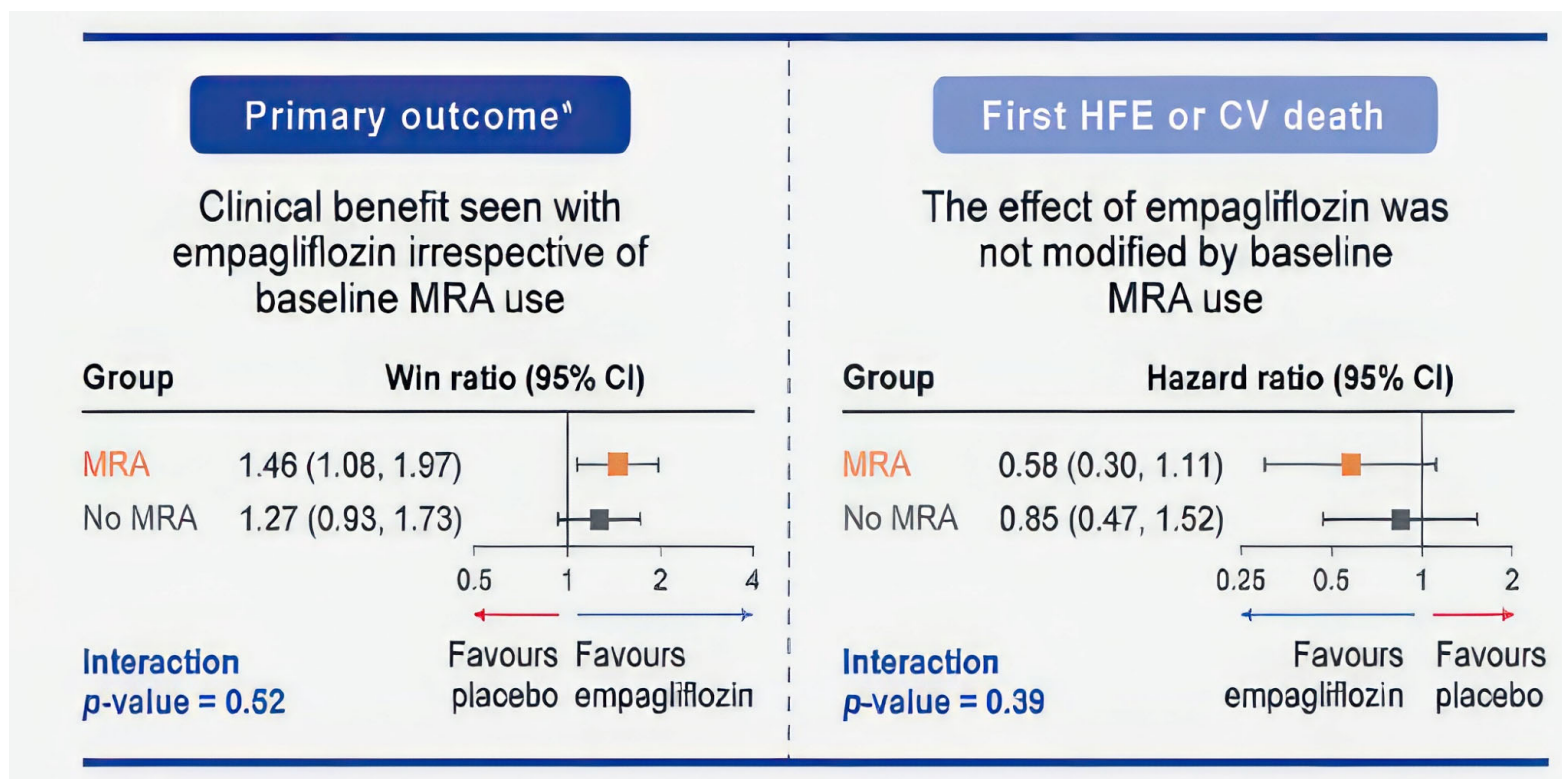 Primary outcome"
Clinical benefit seen with
empagliflozin irrespective of
baseline MRA use
Group Win ratio (95% CI)
MRA 1.46 (1.08, 1.97)
No MRA 1.27 (0.93, 1.73)
0.5 1 2 4
Interaction
p-value = 0.52
Favours Favours
placebo empagliflozin
First HFE or CV death
The effect of empagliflozin was
not modified by baseline
MRA use
Group Hazard ratio (95% CI)
MRA 0.58 (0.30, 1.11)
No MRA 0.85 (0.47, 1.52)
0.25 0.5 1 2
Interaction
p-value = 0.39
Favours Favours
empagliflozin placebo